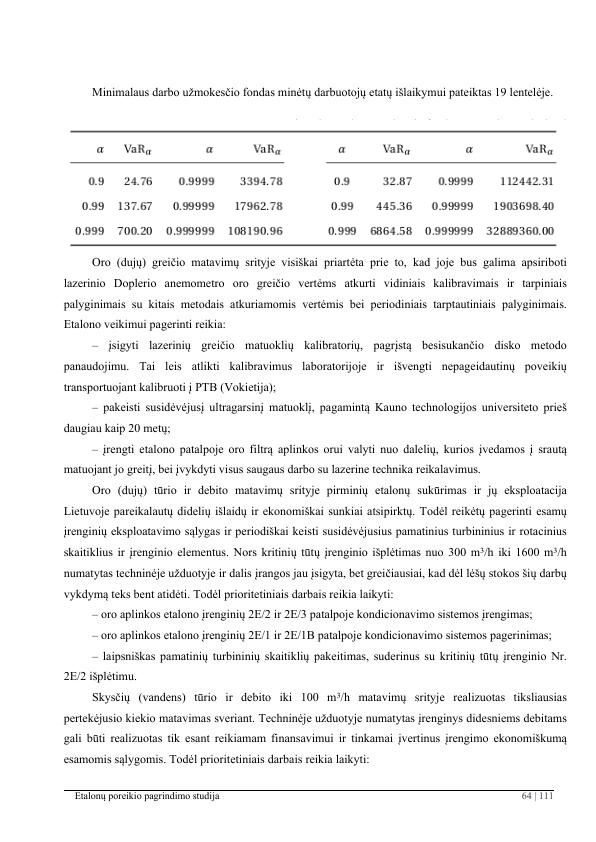 Minimalaus darbo užmokesčio fondas minėtų darbuotojų etatų išlaikymui pateiktas 19 lentelėje.
α VaRα α VaRα α VaRα α VaRα
0.9 24.76 0.9999 3394.78 0.9 32.87 0.9999 112442.31
0.99 137.67 0.99999 17962.78 0.99 445.36 0.99999 1903698.40
0.999 700.20 0.999999 108190.96 0.999 6864.58 0.999999 32889360.00
Oro (dujų) greičio matavimų srityje visiškai priartėta prie to, kad joje bus galima apsiriboti
lazerinio Doplerio anemometro oro greičio vertėms atkurti vidiniais kalibravimais ir tarpiniais
palyginimais su kitais metodais atkuriamomis vertėmis bei periodiniais tarptautiniais palyginimais.
Etalono veikimui pagerinti reikia:
– įsigyti lazerinių greičio matuoklių kalibratorių, pagrįstą besisukančio disko metodo
panaudojimu. Tai leis atlikti kalibravimus laboratorijoje ir išvengti nepageidautinų poveikių
transportuojant kalibruoti į PTB (Vokietija);
– pakeisti susidėvėjusį ultragarsinį matuoklį, pagamintą Kauno technologijos universiteto prieš
daugiau kaip 20 metų;
– įrengti etalono patalpoje oro filtrą aplinkos orui valyti nuo dalelių, kurios įvedamos į srautą
matuojant jo greitį, bei įvykdyti visus saugaus darbo su lazerine technika reikalavimus.
Oro (dujų) tūrio ir debito matavimų srityje pirminių etalonų sukūrimas ir jų eksploatacija
Lietuvoje pareikalautų didelių išlaidų ir ekonomiškai sunkiai atsipirktų. Todėl reikėtų pagerinti esamų
įrenginių eksploatavimo sąlygas ir periodiškai keisti susidėvėjusius pamatinius turbininius ir rotacinius
skaitiklius ir įrenginio elementus. Nors kritinių tūtų įrenginio išplėtimas nuo 300 m³/h iki 1600 m³/h
numatytas techninėje užduotyje ir dalis įrangos jau įsigyta, bet greičiausiai, kad dėl lėšų stokos šių darbų
vykdymą teks bent atidėti. Todėl prioritetiniais darbais reikia laikyti:
– oro aplinkos etalono įrenginių 2E/2 ir 2E/3 patalpoje kondicionavimo sistemos įrengimas;
– oro aplinkos etalono įrenginių 2E/1 ir 2E/1B patalpoje kondicionavimo sistemos pagerinimas;
– laipsniškas pamatinių turbininių skaitiklių pakeitimas, suderinus su kritinių tūtų įrenginio Nr.
2E/2 išplėtimu.
Skysčių (vandens) tūrio ir debito iki 100 m³/h matavimų srityje realizuotas tiksliausias
pertekėjusio kiekio matavimas sveriant. Techninėje užduotyje numatytas įrenginys didesniems debitams
gali būti realizuotas tik esant reikiamam finansavimui ir tinkamai įvertinus įrengimo ekonomiškumą
esamomis sąlygomis. Todėl prioritetiniais darbais reikia laikyti:
Etalonų poreikio pagrindimo studija 64 | 111